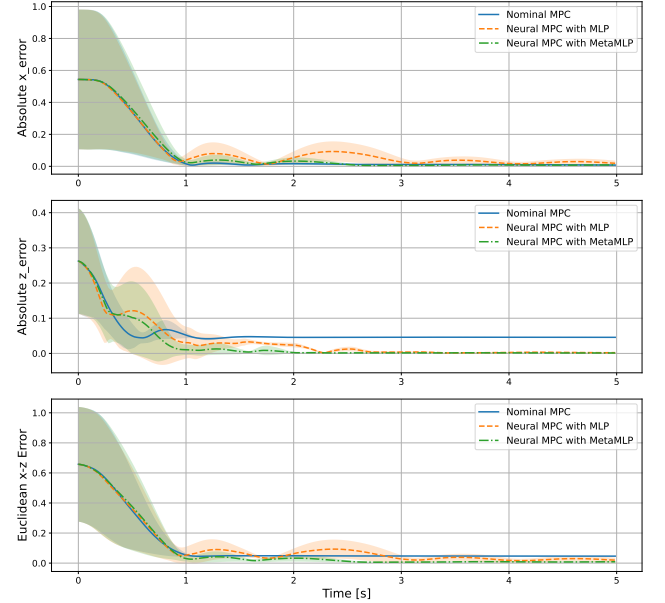 Absolute x_error
1.0
0.8
0.6
0.4
0.2
0.0
Nominal MPC
Neural MPC with MLP
Neural MPC with MetaMLP
0 1 2 3 4 5
Absolute z_error
0.4
0.3
0.2
0.1
0.0
Nominal MPC
Neural MPC with MLP
Neural MPC with MetaMLP
0 1 2 3 4 5
Euclidean x-z Error
1.0
0.8
0.6
0.4
0.2
0.0
Nominal MPC
Neural MPC with MLP
Neural MPC with MetaMLP
0 1 2 3 4 5
Time [s]